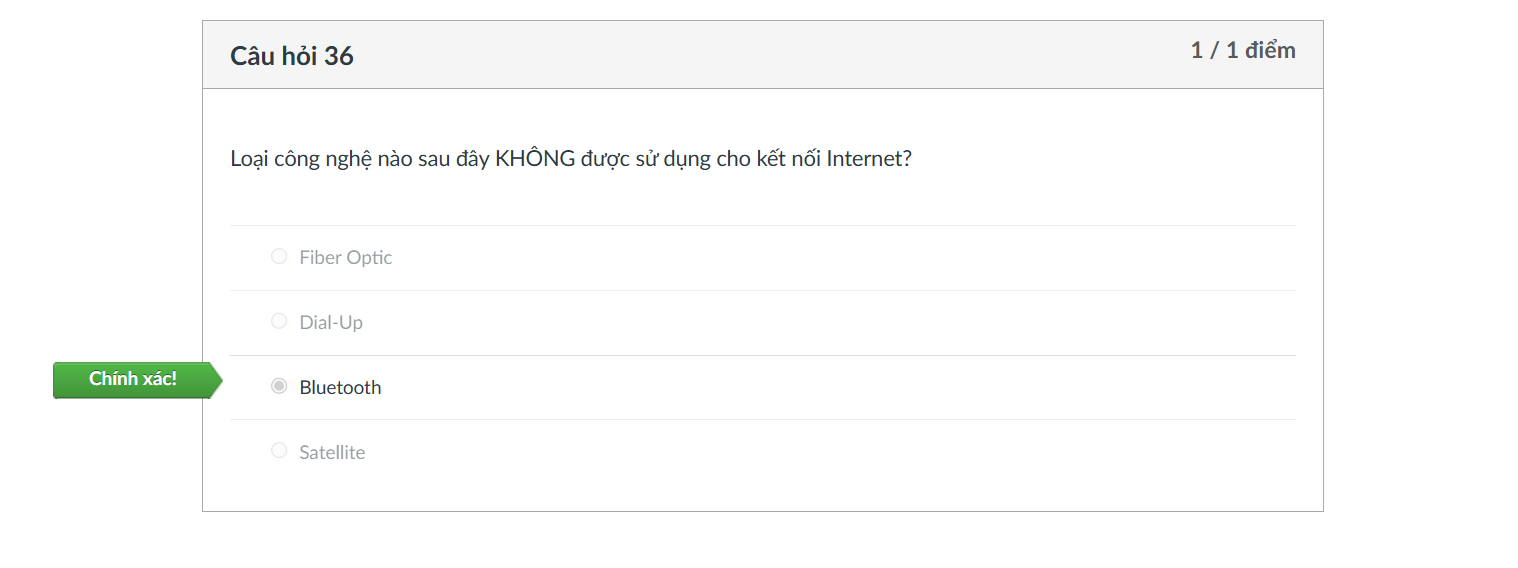 Câu hỏi 36
1 / 1 điểm
Loại công nghệ nào sau đây KHÔNG được sử dụng cho kết nối Internet?
Fiber Optic
Dial-Up
Chính xác!
Bluetooth
Satellite